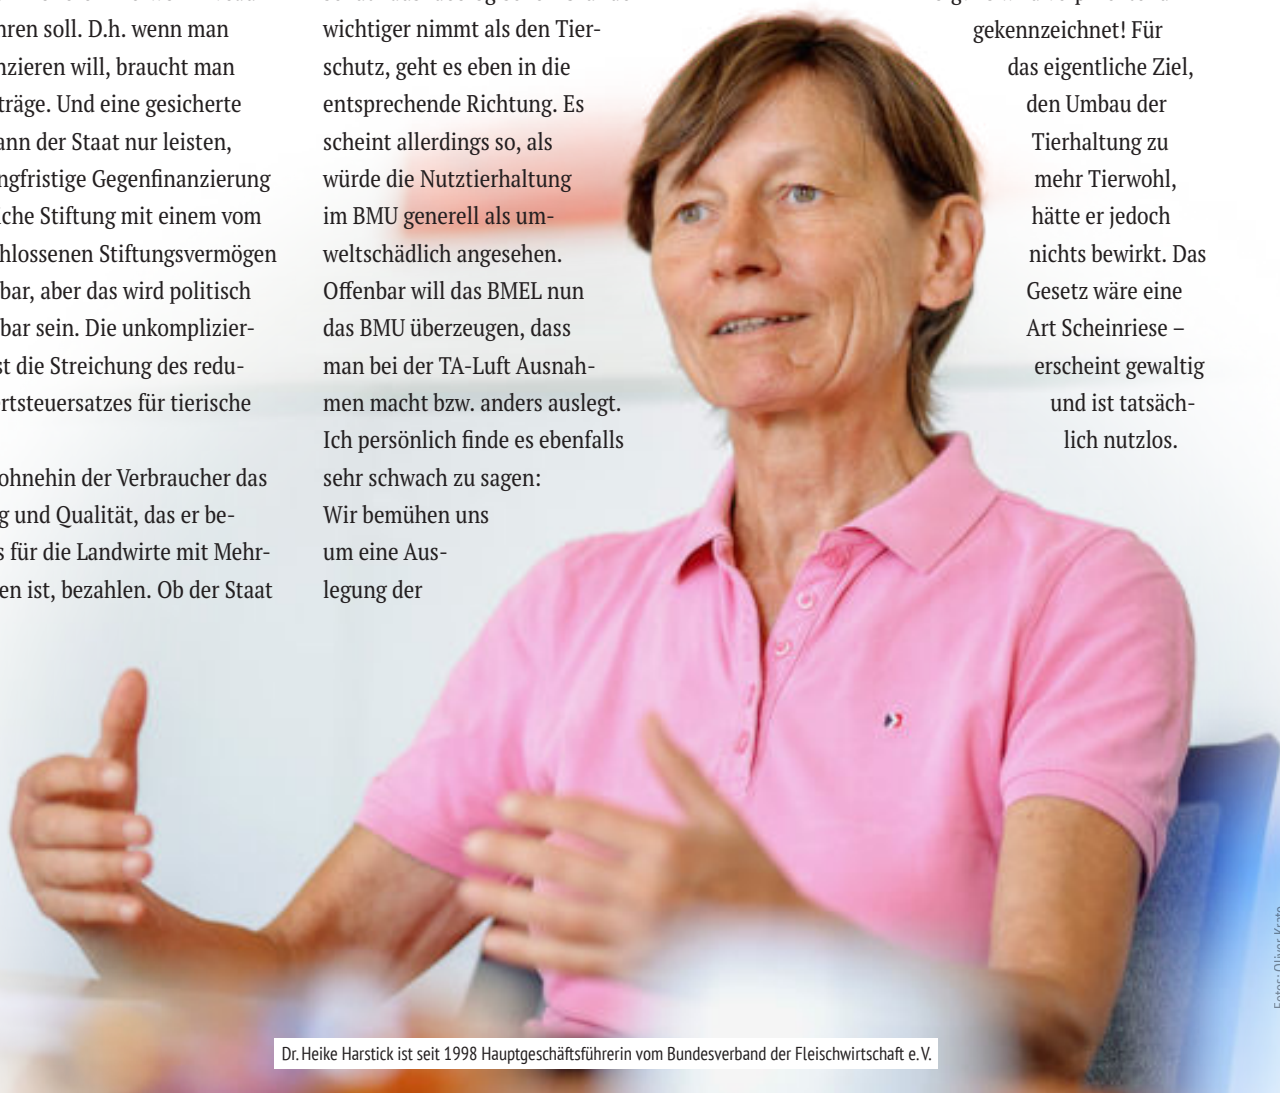 hren soll. D.h. wenn man
nzieren will, braucht man
träge. Und eine gesicherte
ann der Staat nur leisten,
ngfristige Gegenfinanzierung
iche Stiftung mit einem vom
hlossenen Stiftungsvermögen
bar, aber das wird politisch
bar sein. Die unkomplizier-
st die Streichung des redu-
ertsteuersatzes für tierische
ohnehin der Verbraucher das
g und Qualität, das er be-
s für die Landwirte mit Mehr-
en ist, bezahlen. Ob der Staat
wichtiger nimmt als den Tier-
schutz, geht es eben in die
entsprechende Richtung. Es
scheint allerdings so, als
würde die Nutztierhaltung
im BMU generell als um-
weltschädlich angesehen.
Offenbar will das BMEL nun
das BMU überzeugen, dass
man bei der TA-Luft Ausnah-
men macht bzw. anders auslegt.
Ich persönlich finde es ebenfalls
sehr schwach zu sagen:
Wir bemühen uns
um eine Aus-
legung der
gekennzeichnet! Für
das eigentliche Ziel,
den Umbau der
Tierhaltung zu
mehr Tierwohl,
hätte er jedoch
nichts bewirkt. Das
Gesetz wäre eine
Art Scheinriese –
erscheint gewaltig
und ist tatsäch-
lich nutzlos.
Dr. Heike Harstick ist seit 1998 Hauptgeschäftsführerin vom Bundesverband der Fleischwirtschaft e.V.